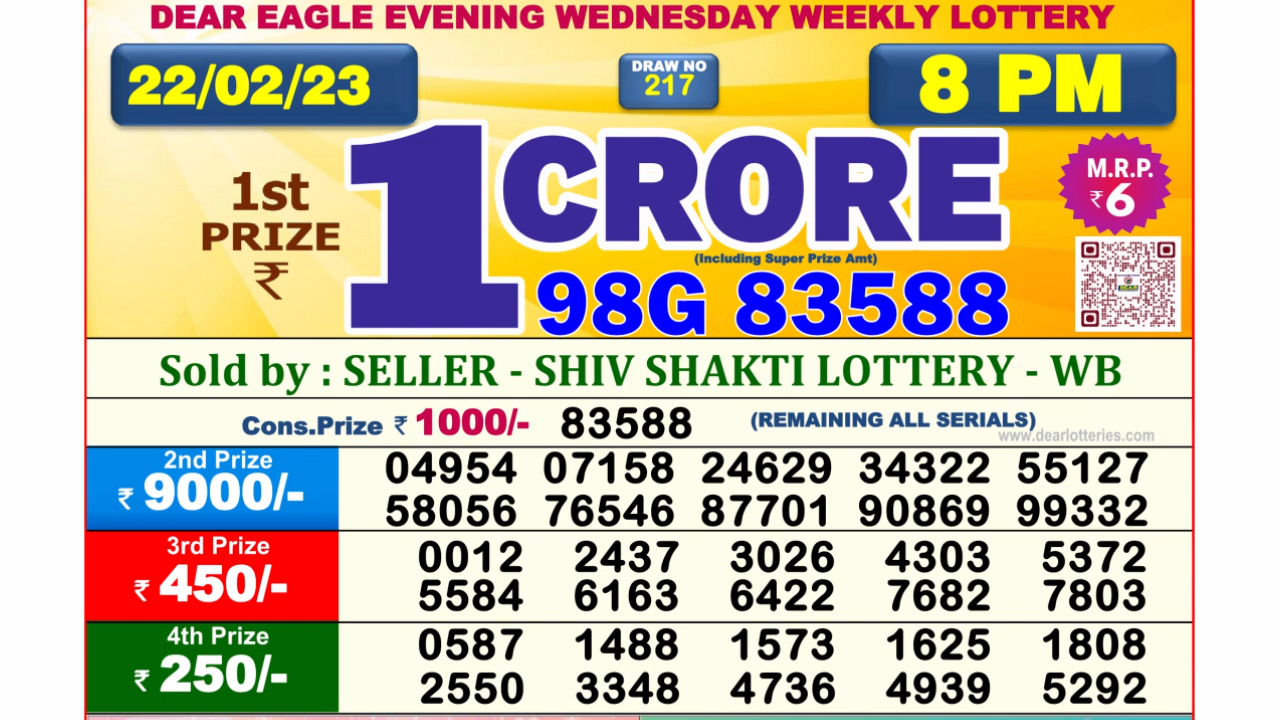 DEAR EAGLE EVENING WEDNESDAY WEEKLY LOTTERY
22/02/23
DRAW NO
217
8 PM
1st
PRIZE
₹
1 CRORE
(Including Super Prize Amt)
98G 83588
M.R.P.
₹ 6
Sold by : SELLER - SHIV SHAKTI LOTTERY - WB
Cons.Prize ₹ 1000/- 83588 (REMAINING ALL SERIALS)
www.dearlotteries.com
2nd Prize
₹ 9000/-
04954 07158 24629 34322 55127
58056 76546 87701 90869 99332
3rd Prize
₹ 450/-
0012 2437 3026 4303 5372
5584 6163 6422 7682 7803
4th Prize
₹ 250/-
0587 1488 1573 1625 1808
2550 3348 4736 4939 5292